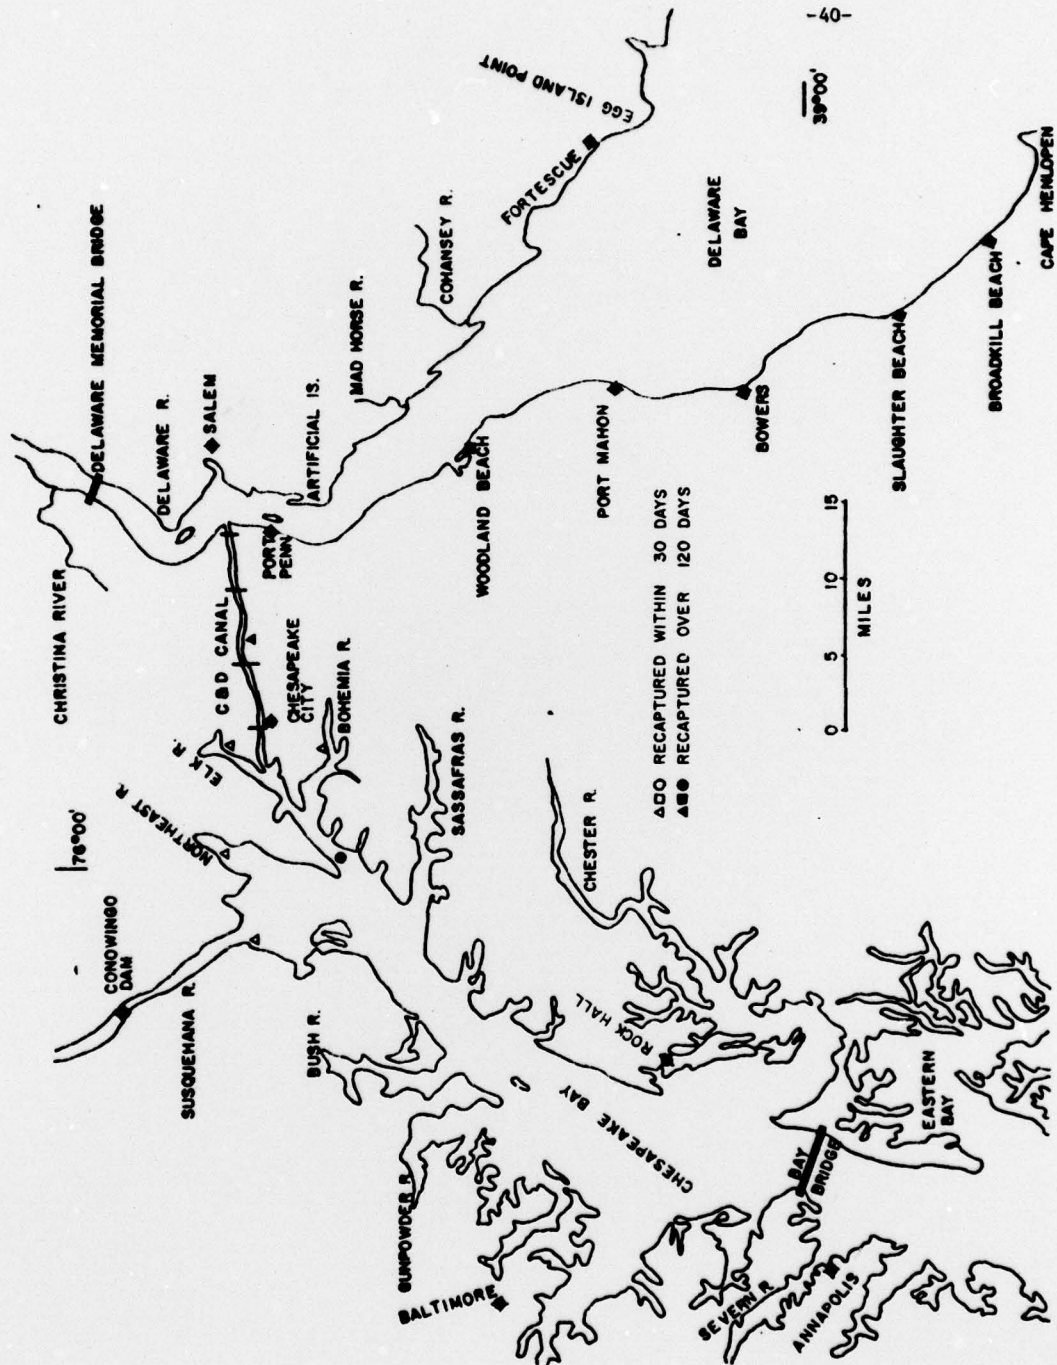 -40-
CHRISTINA RIVER
DELAWARE MEMORIAL BRIDGE
DELAWARE R.
SALEM
ARTIFICIAL IS.
MAD HORSE R.
COHANSEY R.
FORTESCUE
EGG ISLAND POINT
39°00'
DELAWARE
BAY
CAPE HENLOPEN
BROADKILL BEACH
SLAUGHTER BEACH
BOWERS
PORT MAHON
WOODLAND BEACH
PORT
PENN
C&D CANAL
CHESAPEAKE
CITY
BOHEMIA R.
ELK R.
76°00'
NORTHEAST R.
SASSAFRAS R.
CONOWINGO
DAM
SUSQUEHANA R.
BUSH R.
CHESTER R.
ROCK HALL
CHESAPEAKE BAY
GUNPOWDER R.
BALTIMORE
BAY
BRIDGE
EASTERN
BAY
SEVERN R.
ANNAPOLIS
△□○ RECAPTURED WITHIN 30 DAYS
▲■● RECAPTURED OVER 120 DAYS
0 5 10 15
MILES